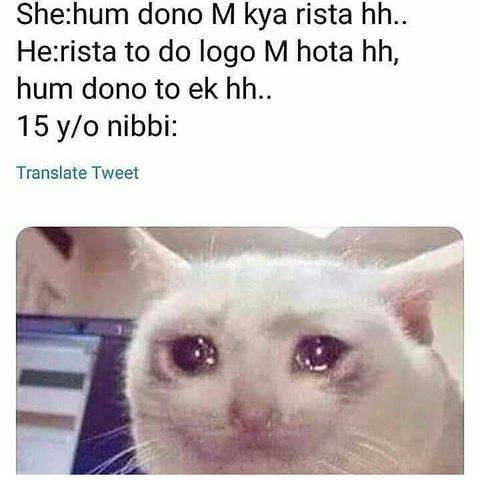 She:hum dono M kya rista hh..
He:rista to do logo M hota hh,
hum dono to ek hh..
15 y/o nibbi:
Translate Tweet